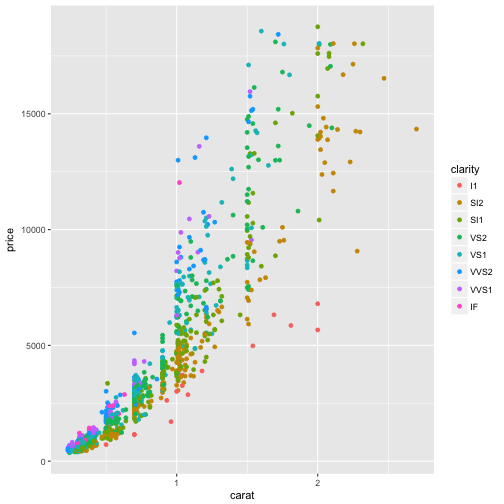 15000
10000
5000
0
price
1
2
carat
clarity
I1
SI2
SI1
VS2
VS1
VVS2
VVS1
IF